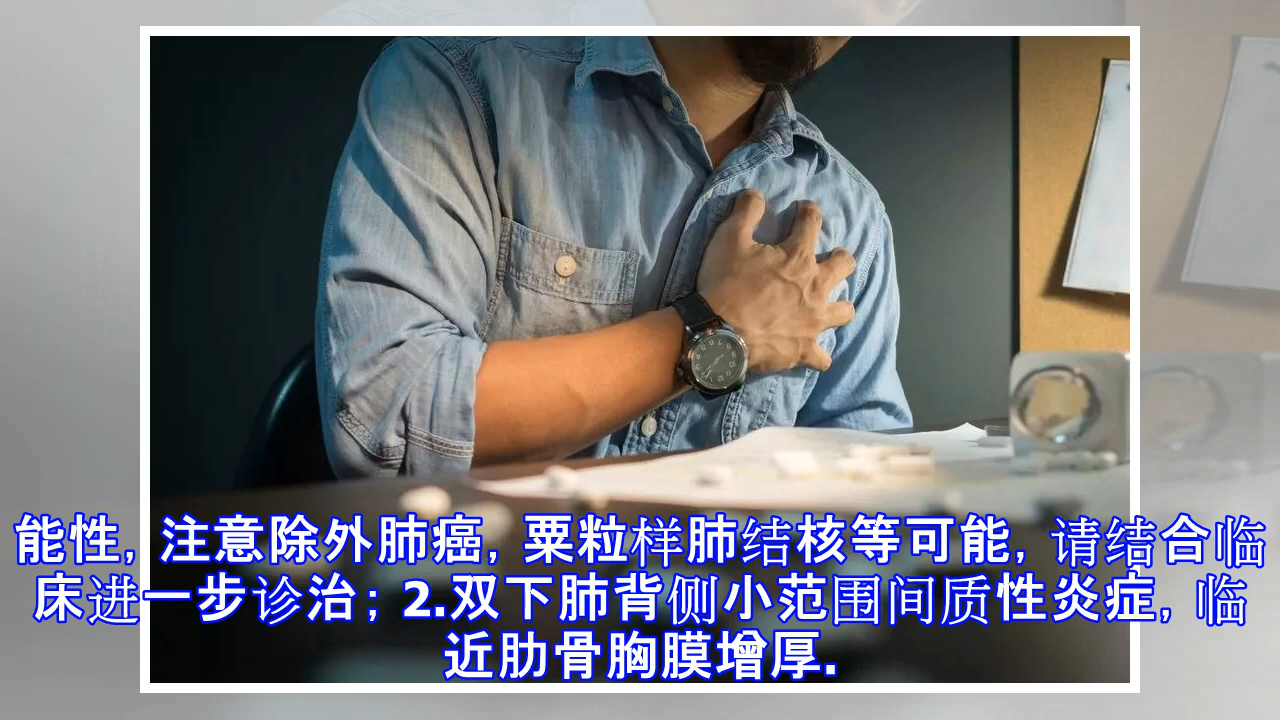 能性, 注意除外肺癌, 粟粒样肺结核等可能, 请结合临
床进一步诊治; 2.双下肺背侧小范围间质性炎症, 临
近肋骨胸膜增厚.